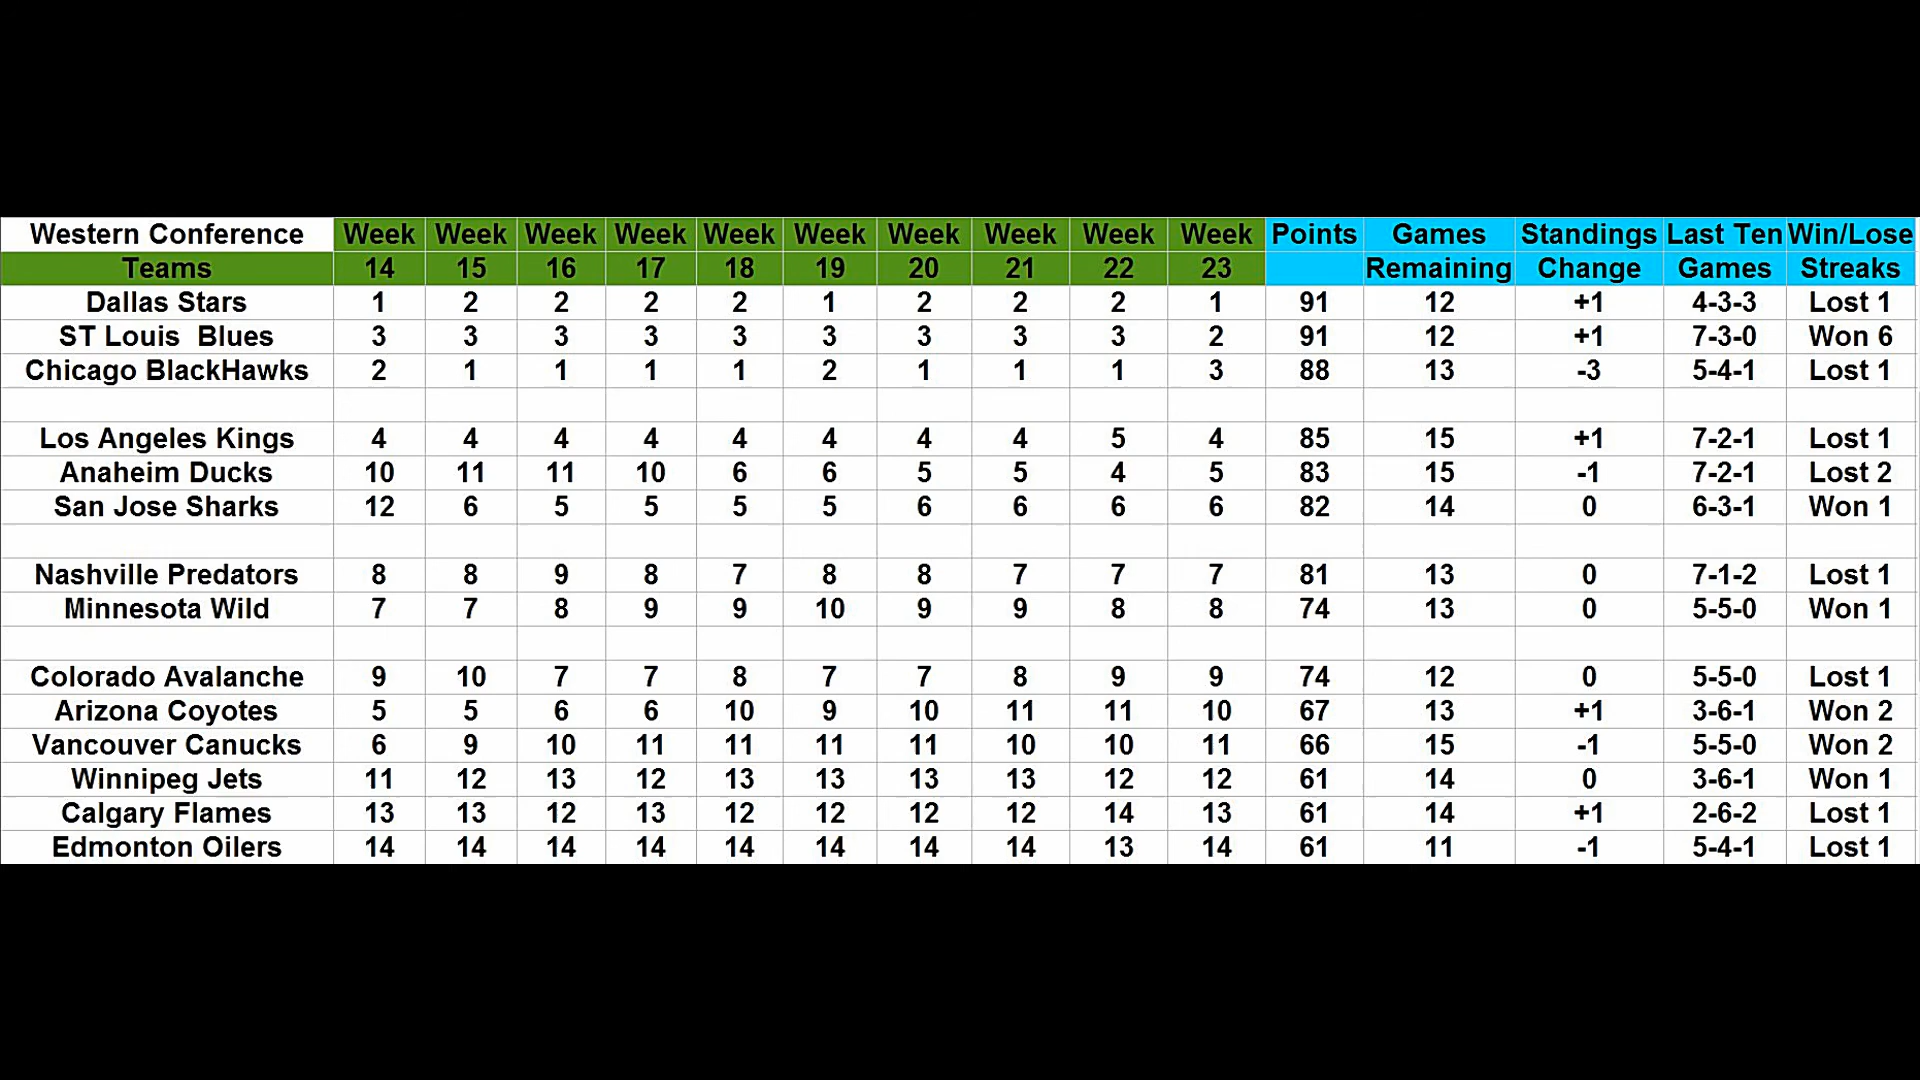 Western Conference Week Week Week Week Week Week Week Week Week Week Points Games Standings Last Ten Win/Lose
Teams 14 15 16 17 18 19 20 21 22 23 Remaining Change Games Streaks
Dallas Stars 1 2 2 2 2 1 2 2 2 1 91 12 +1 4-3-3 Lost 1
ST Louis Blues 3 3 3 3 3 3 3 3 3 2 91 12 +1 7-3-0 Won 6
Chicago BlackHawks 2 1 1 1 1 2 1 1 1 3 88 13 -3 5-4-1 Lost 1
Los Angeles Kings 4 4 4 4 4 4 4 4 5 4 85 15 +1 7-2-1 Lost 1
Anaheim Ducks 10 11 11 10 6 6 5 5 4 5 83 15 -1 7-2-1 Lost 2
San Jose Sharks 12 6 5 5 5 5 6 6 6 6 82 14 0 6-3-1 Won 1
Nashville Predators 8 8 9 8 7 8 8 7 7 7 81 13 0 7-1-2 Lost 1
Minnesota Wild 7 7 8 9 9 10 9 9 8 8 74 13 0 5-5-0 Won 1
Colorado Avalanche 9 10 7 7 8 7 7 8 9 9 74 12 0 5-5-0 Lost 1
Arizona Coyotes 5 5 6 6 10 9 10 11 11 10 67 13 +1 3-6-1 Won 2
Vancouver Canucks 6 9 10 11 11 11 11 10 10 11 66 15 -1 5-5-0 Won 2
Winnipeg Jets 11 12 13 12 13 13 13 13 12 12 61 14 0 3-6-1 Won 1
Calgary Flames 13 13 12 13 12 12 12 12 14 13 61 14 +1 2-6-2 Lost 1
Edmonton Oilers 14 14 14 14 14 14 14 14 13 14 61 11 -1 5-4-1 Lost 1